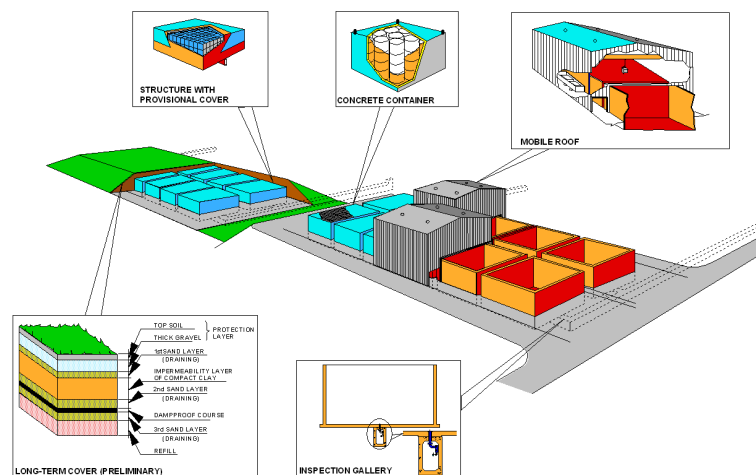 STRUCTURE WITH
PROVISIONAL COVER
CONCRETE CONTAINER
MOBILE ROOF
TOP SOIL
THICK GRAVEL
PROTECTION
LAYER
1stSAND LAYER
(DRAINING)
IMPERMEABILITY LAYER
OF COMPACT CLAY
2nd SAND LAYER
(DRAINING)
DAMPPROOF COURSE
3rd SAND LAYER
(DRAINING)
REFILL
LONG-TERM COVER (PRELIMINARY)
INSPECTION GALLERY